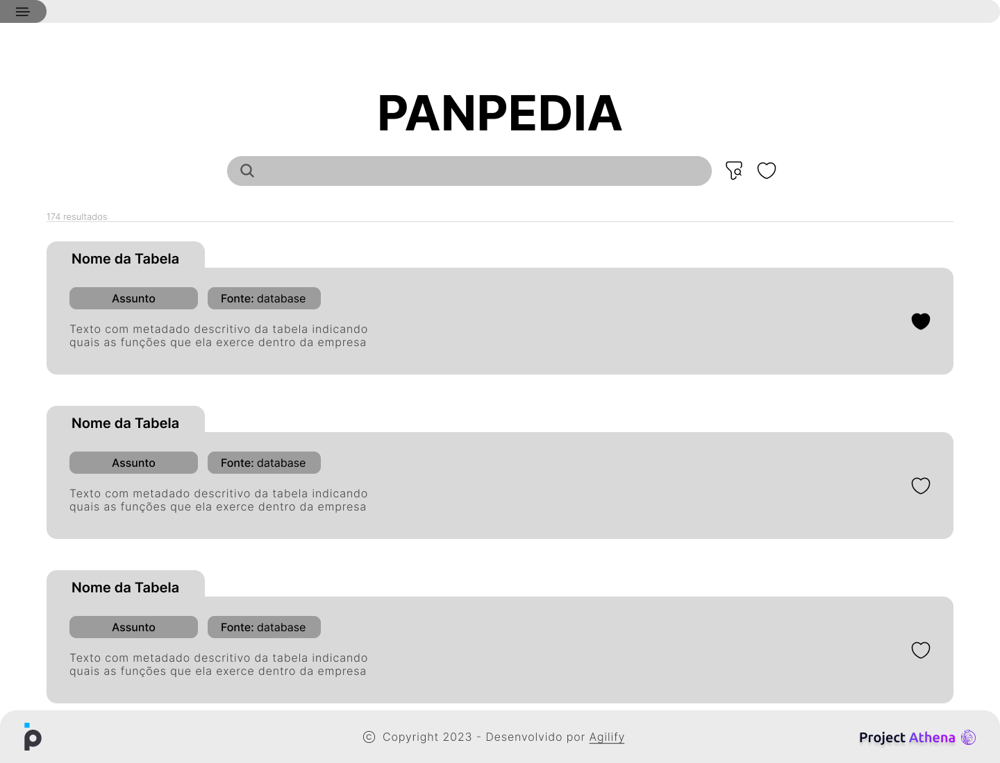 PANPEDIA
174 resultados
Nome da Tabela
Assunto
Fonte: database
Texto com metadado descritivo da tabela indicando
quais as funções que ela exerce dentro da empresa
Nome da Tabela
Assunto
Fonte: database
Texto com metadado descritivo da tabela indicando
quais as funções que ela exerce dentro da empresa
Nome da Tabela
Assunto
Fonte: database
Texto com metadado descritivo da tabela indicando
quais as funções que ela exerce dentro da empresa
p
© Copyright 2023 - Desenvolvido por Agilify
Project Athena